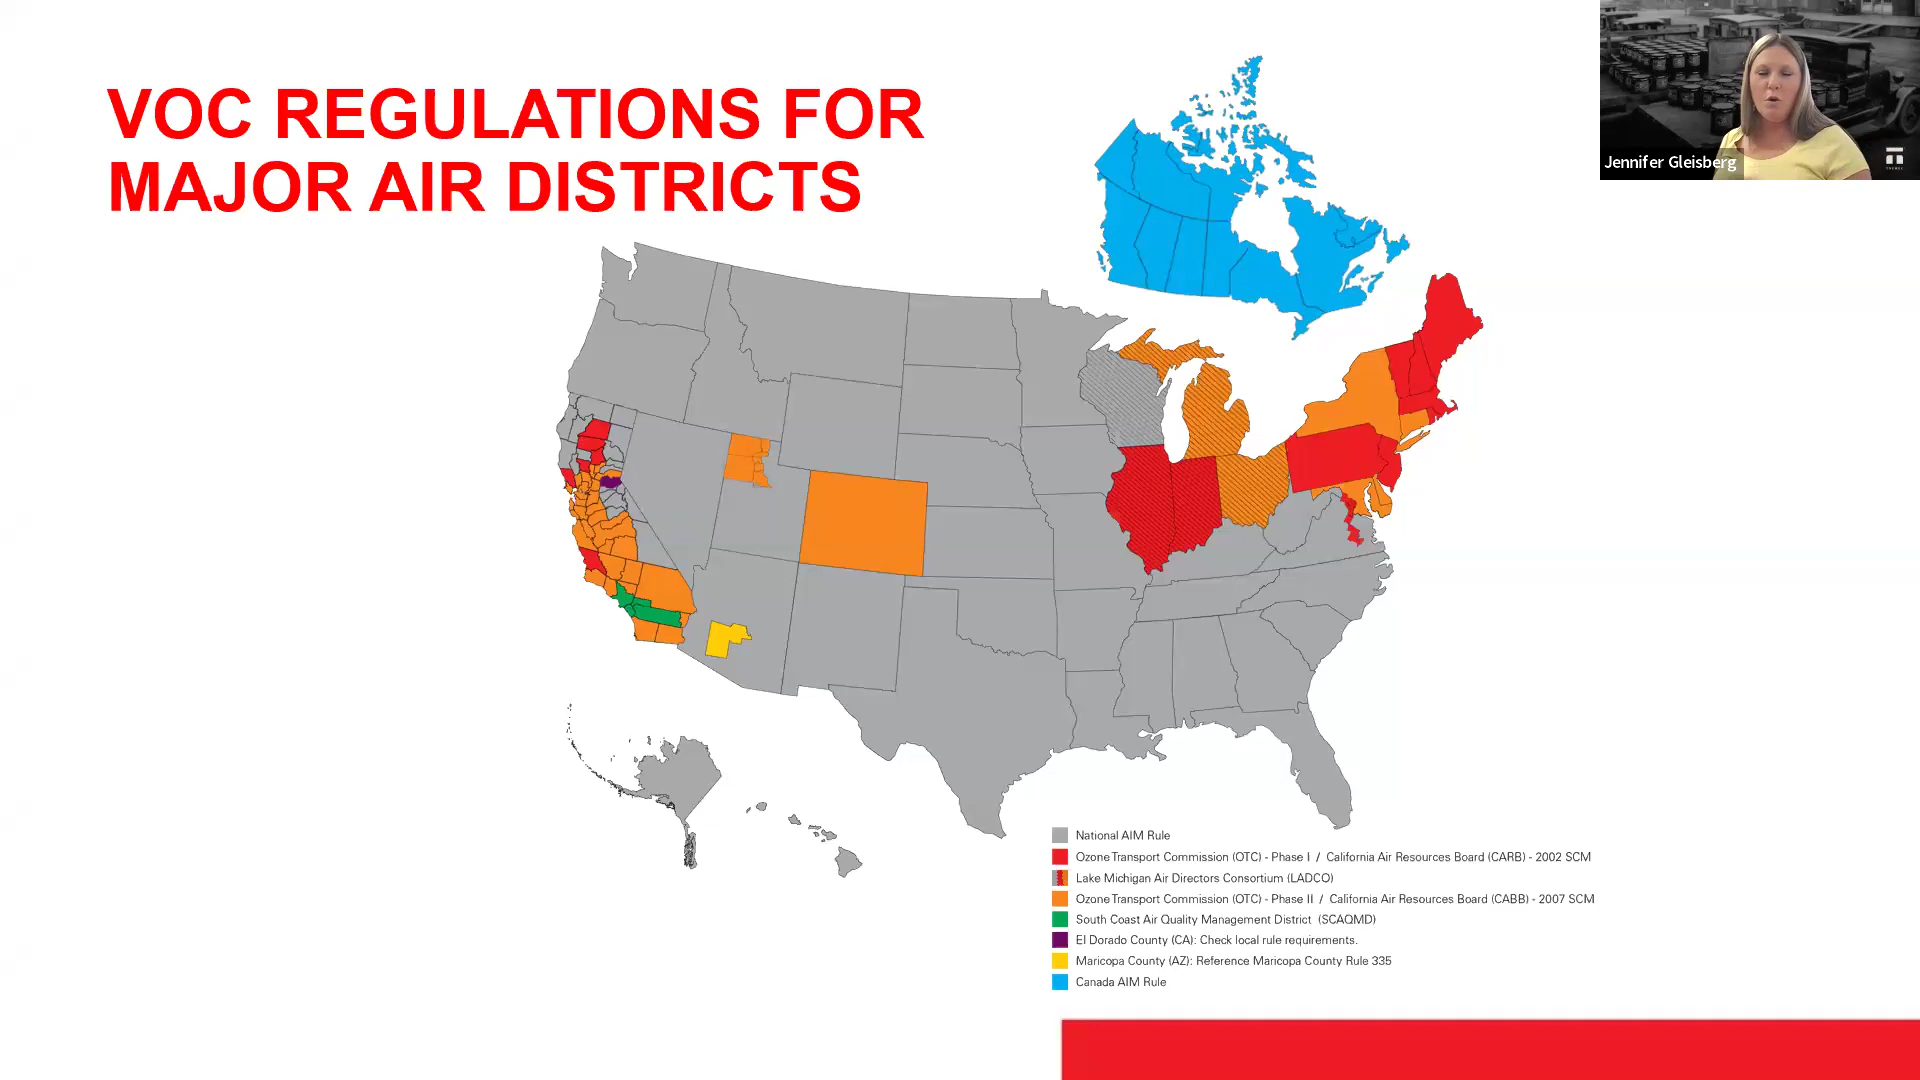 VOC REGULATIONS FOR
MAJOR AIR DISTRICTS
Jennifer Gleisberg
National AIM Rule
Ozone Transport Commission (OTC) - Phase I / California Air Resources Board (CARB) - 2002 SCM
Lake Michigan Air Directors Consortium (LADCO)
Ozone Transport Commission (OTC) - Phase II / California Air Resources Board (CABB) - 2007 SCM
South Coast Air Quality Management District (SCAQMD)
El Dorado County (CA): Check local rule requirements.
Maricopa County (AZ): Reference Maricopa County Rule 335
Canada AIM Rule